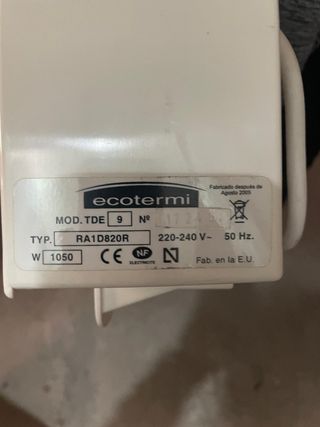 ecotermi
Fabricado después de
Agosto 2005
MOD. TDE 9 Nº
TYP. RA1D820R 220-240 V~ 50 Hz.
W 1050 CE NF
ELECTRICITE
N
Fab. en la E.U.